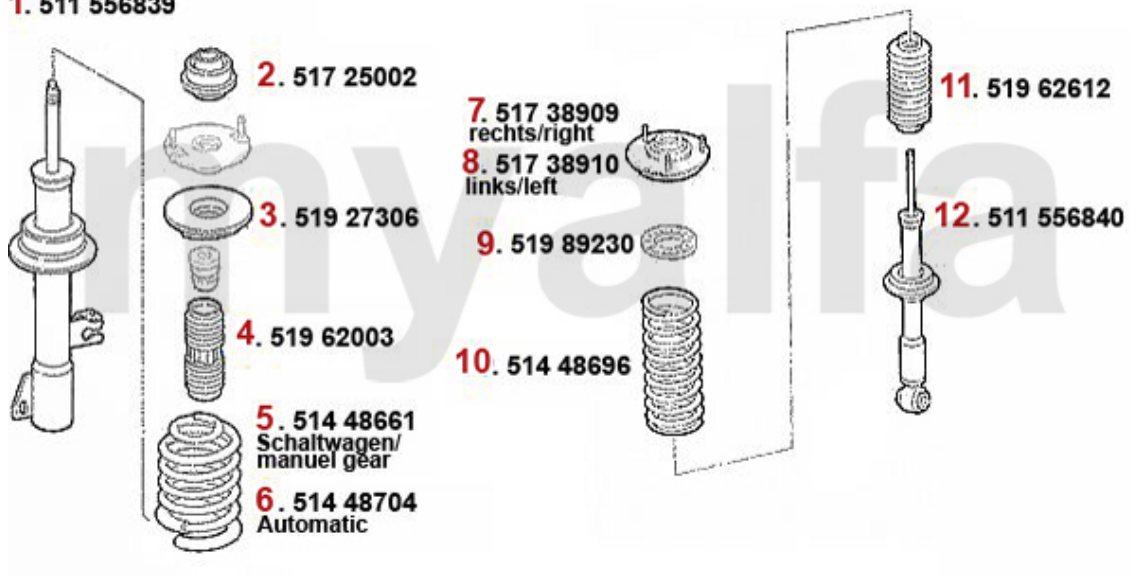 1. 511 556839
2. 517 25002
3. 519 27306
4. 519 62003
5. 514 48661
Schaltwagen/
manuel gear
6. 514 48704
Automatic
7. 517 38909
rechts/right
8. 517 38910
links/left
9. 519 89230
10. 514 48696
11. 519 62612
12. 511 556840
myalfa